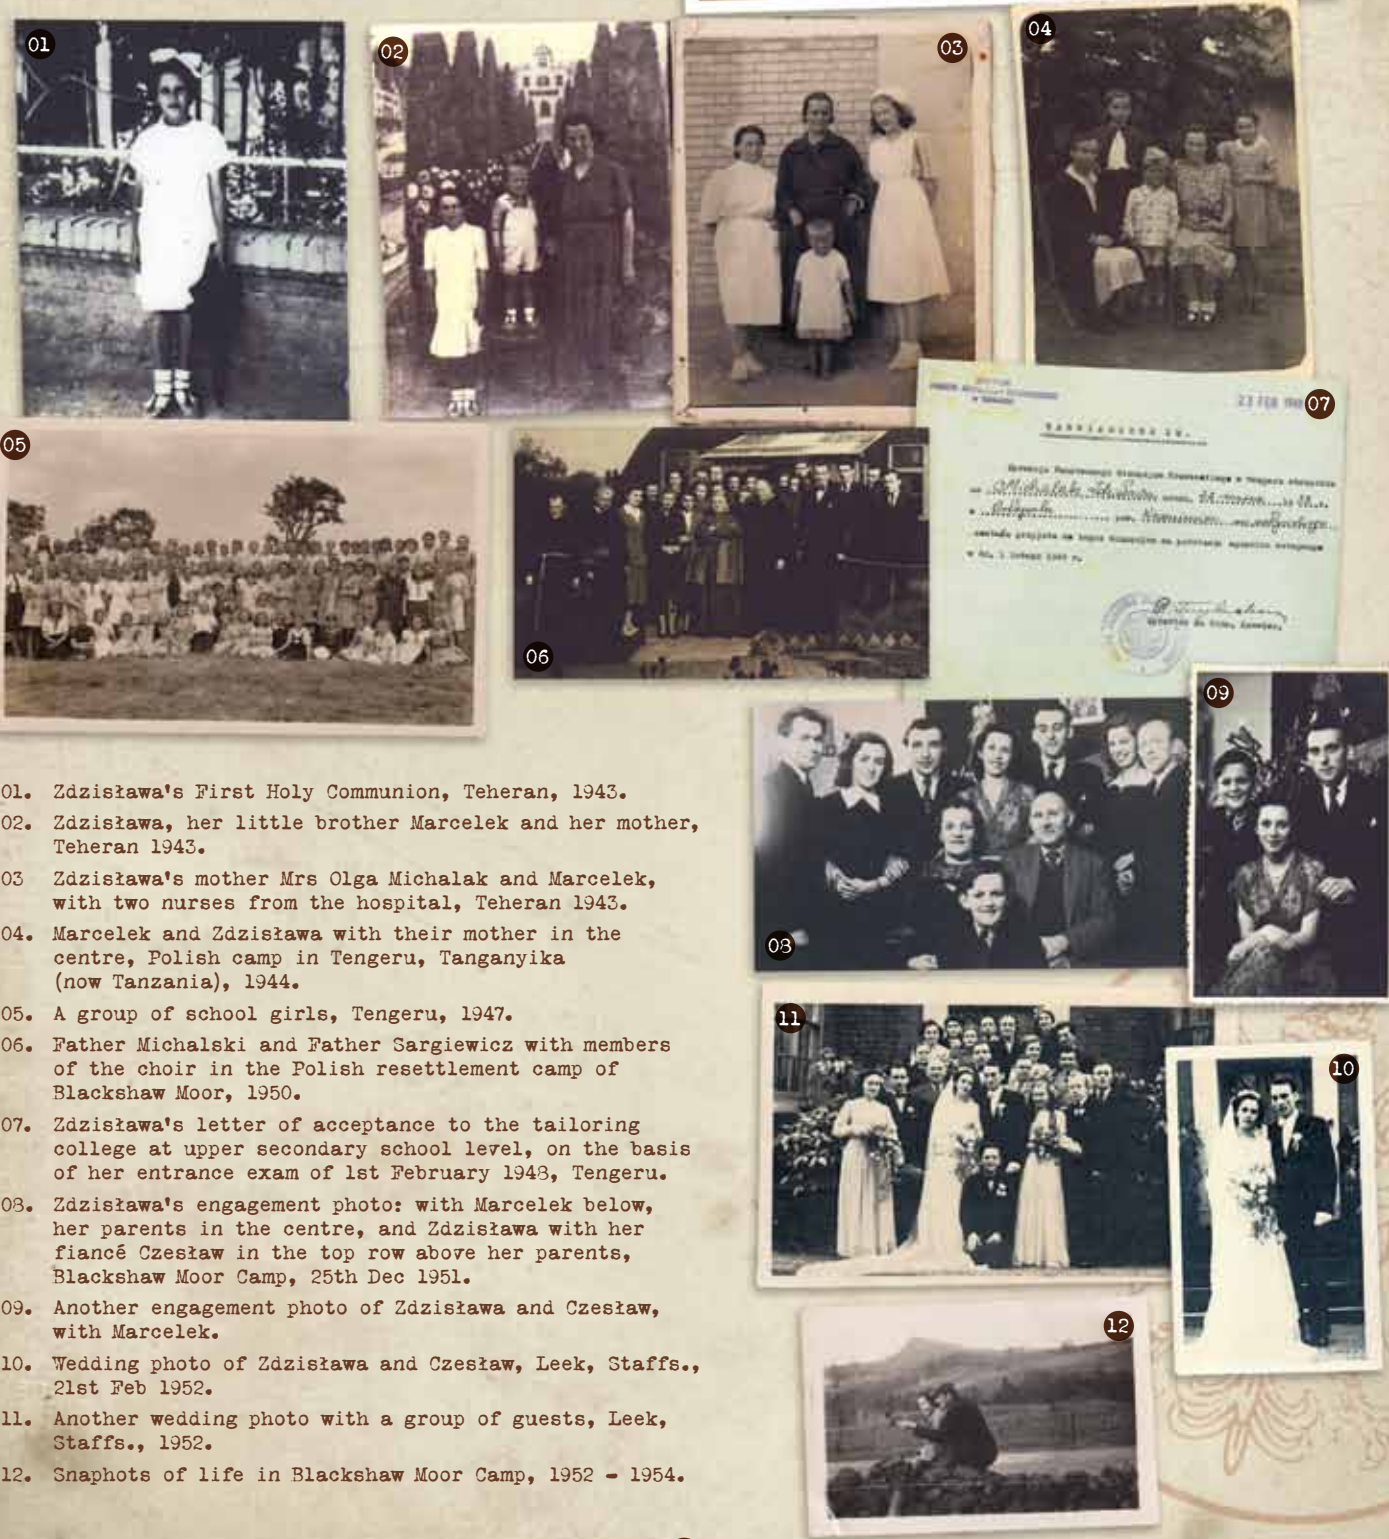 01
02
03
04
05
06
23 FEB
07
08
09
10
11
12
01. Zdzisława's First Holy Communion, Teheran, 1943.
02. Zdzisława, her little brother Marcelek and her mother,
Teheran 1943.
03 Zdzisława's mother Mrs Olga Michalak and Marcelek,
with two nurses from the hospital, Teheran 1943.
04. Marcelek and Zdzisława with their mother in the
centre, Polish camp in Tengeru, Tanganyika
(now Tanzania), 1944.
05. A group of school girls, Tengeru, 1947.
06. Father Michalski and Father Sargiewicz with members
of the choir in the Polish resettlement camp of
Blackshaw Moor, 1950.
07. Zdzisława's letter of acceptance to the tailoring
college at upper secondary school level, on the basis
of her entrance exam of 1st February 1948, Tengeru.
08. Zdzisława's engagement photo: with Marcelek below,
her parents in the centre, and Zdzisława with her
fiancé Czesław in the top row above her parents,
Blackshaw Moor Camp, 25th Dec 1951.
09. Another engagement photo of Zdzisława and Czesław,
with Marcelek.
10. Wedding photo of Zdzisława and Czesław, Leek, Staffs.,
21st Feb 1952.
11. Another wedding photo with a group of guests, Leek,
Staffs., 1952.
12. Snaphots of life in Blackshaw Moor Camp, 1952 - 1954.